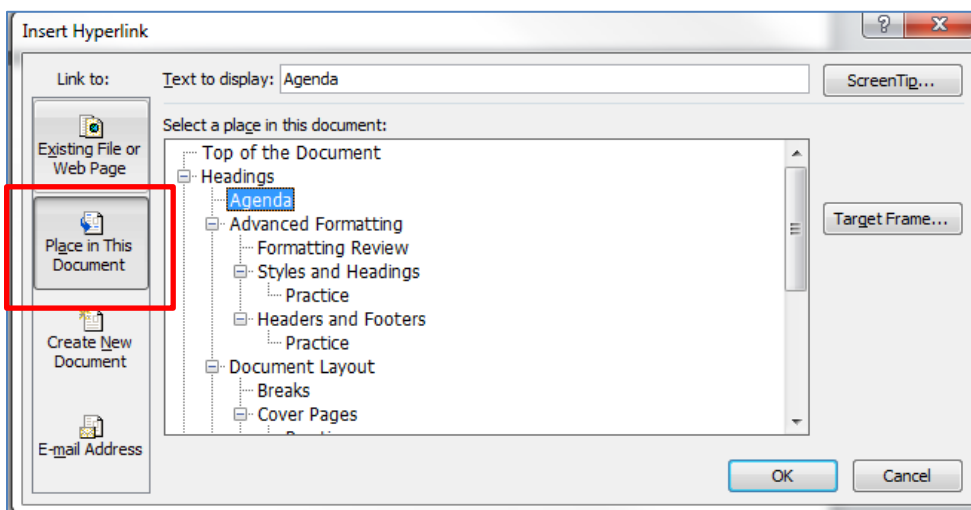 Insert Hyperlink
Link to:
Text to display: Agenda
ScreenTip...
Existing File or
Web Page
Place in This
Document
Create New
Document
E-mail Address
Select a place in this document:
Top of the Document
Headings
Agenda
Advanced Formatting
Formatting Review
Styles and Headings
Practice
Headers and Footers
Practice
Document Layout
Breaks
Cover Pages
Target Frame...
OK
Cancel